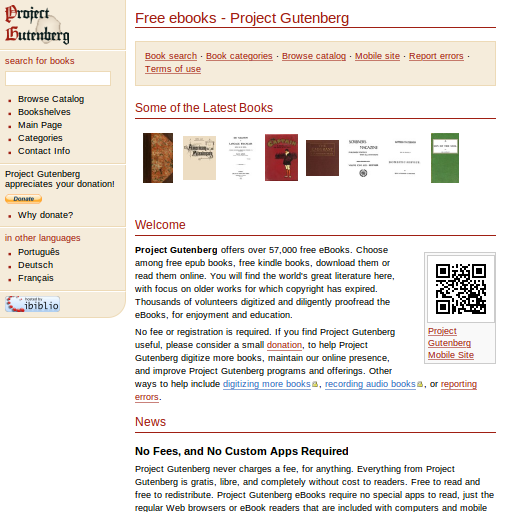 Project
Gutenberg
search for books
Browse Catalog
Bookshelves
Main Page
Categories
Contact Info
Project Gutenberg
appreciates your donation!
Donate
Why donate?
in other languages
Português
Deutsch
Français
hosted by
ibiblio
Free ebooks - Project Gutenberg
Book search · Book categories · Browse catalog · Mobile site · Report errors ·
Terms of use
Some of the Latest Books
Welcome
Project Gutenberg offers over 57,000 free eBooks. Choose
among free epub books, free kindle books, download them or
read them online. You will find the world's great literature here,
with focus on older works for which copyright has expired.
Thousands of volunteers digitized and diligently proofread the
eBooks, for enjoyment and education.
No fee or registration is required. If you find Project Gutenberg
useful, please consider a small donation, to help Project
Gutenberg digitize more books, maintain our online presence,
and improve Project Gutenberg programs and offerings. Other
ways to help include digitizing more books, recording audio books, or reporting
errors.
Project
Gutenberg
Mobile Site
News
No Fees, and No Custom Apps Required
Project Gutenberg never charges a fee, for anything. Everything from Project
Gutenberg is gratis, libre, and completely without cost to readers. Free to read and
free to redistribute. Project Gutenberg eBooks require no special apps to read, just the
regular Web browsers or eBook readers that are included with computers and mobile